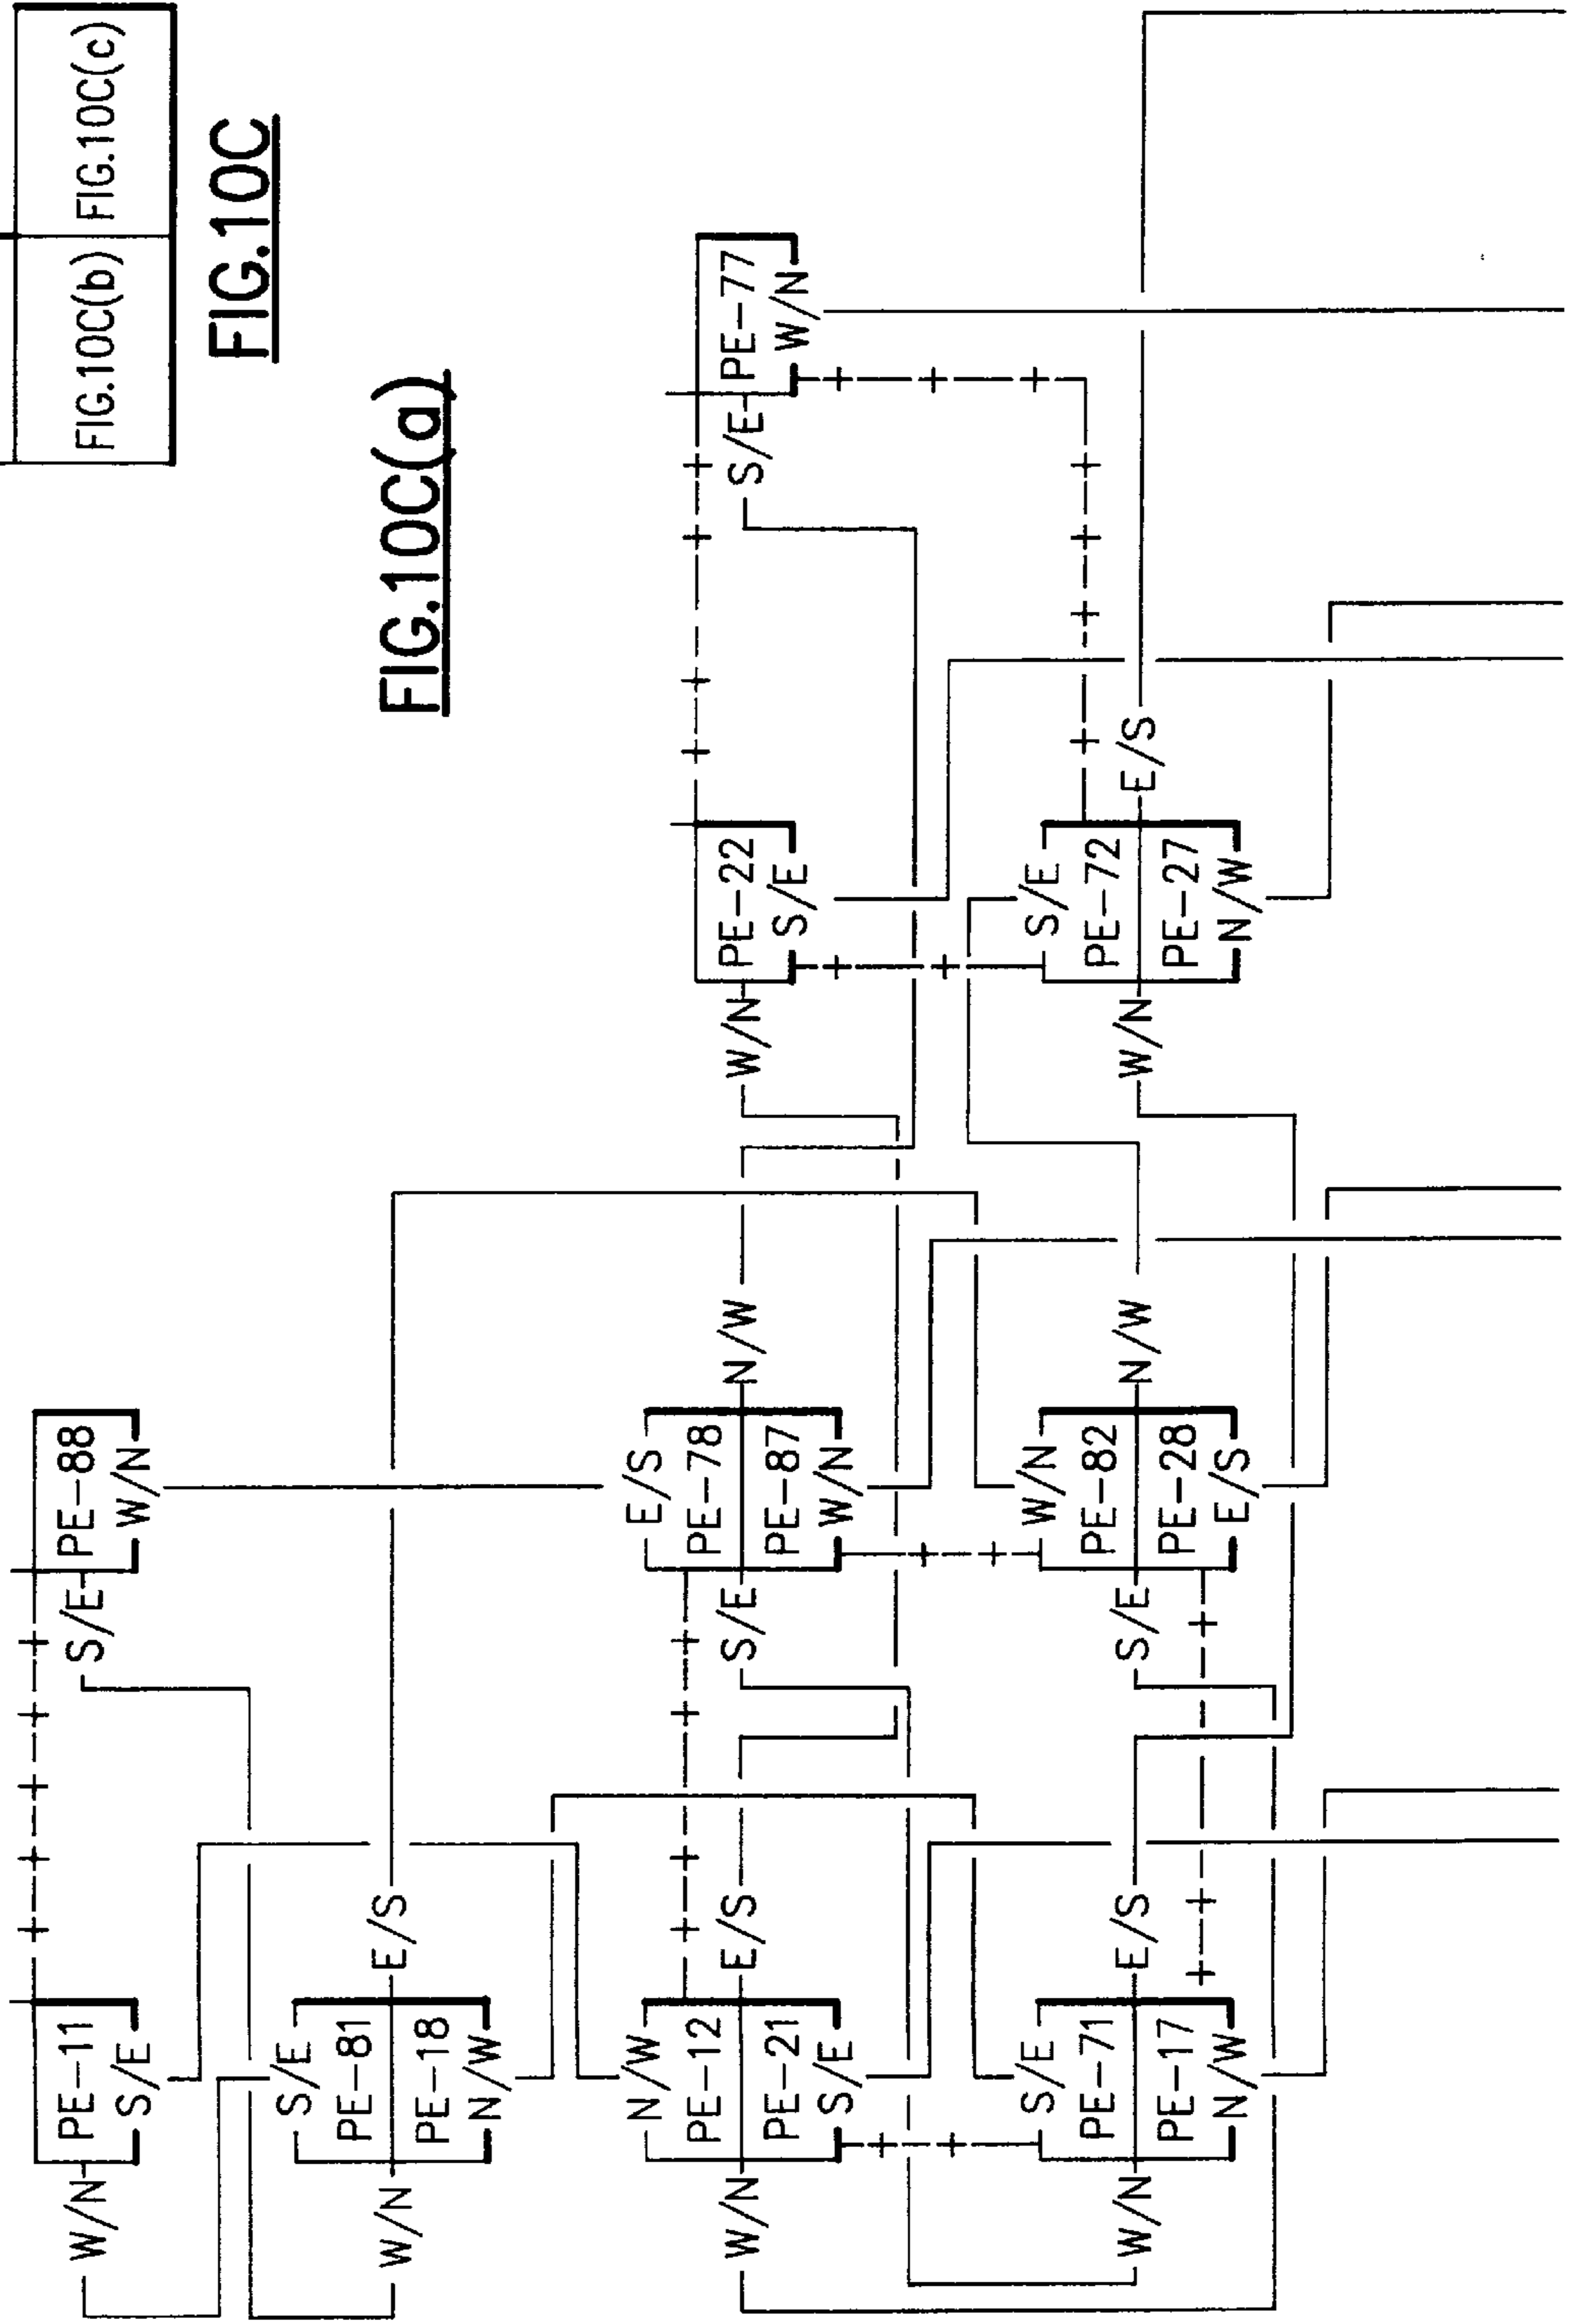 FIG.10C(b)
FIG.10C(c)
FIG.10C
FIG.10C(a)
PE-11
W/N
S/E
PE-88
S/E
W/N
S/E
PE-81
PE-18
W/N
E/S
N/W
N/W
PE-12
PE-21
W/N
E/S
S/E
E/S
PE-78
PE-87
S/E
N/W
W/N
PE-22
W/N
S/E
PE-77
S/E
W/N
S/E
PE-71
PE-17
W/N
E/S
N/W
W/N
PE-82
PE-28
S/E
N/W
E/S
S/E
PE-72
PE-27
W/N
E/S
N/W